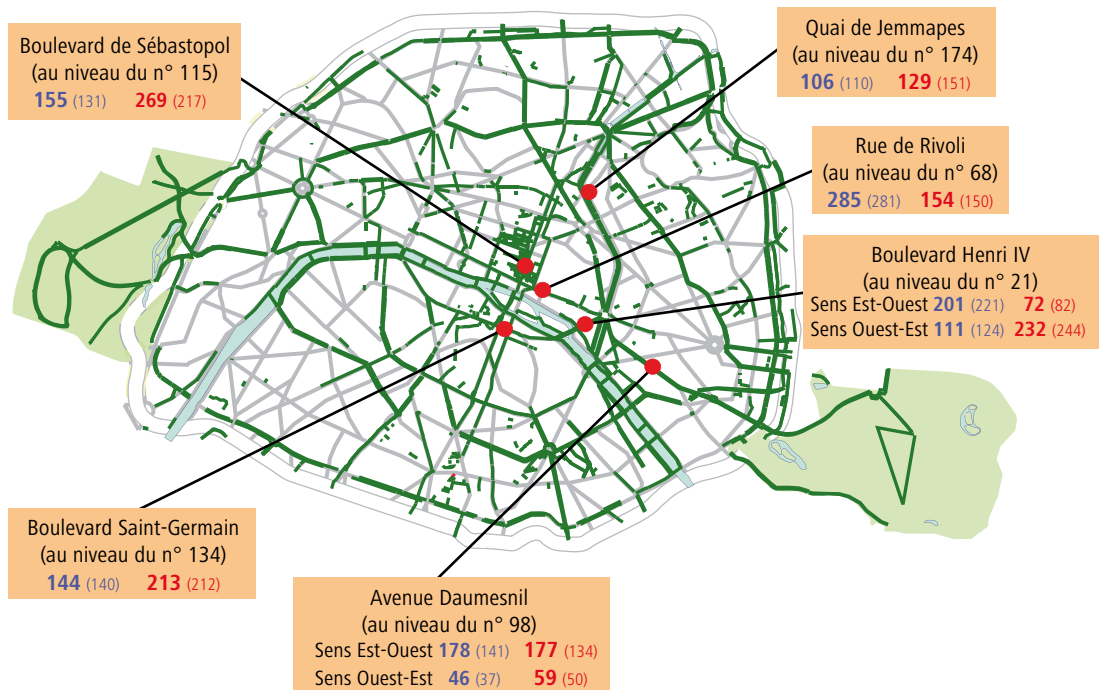 Boulevard de Sébastopol
(au niveau du n° 115)
155 (131) 269 (217)
Quai de Jemmapes
(au niveau du n° 174)
106 (110) 129 (151)
Rue de Rivoli
(au niveau du n° 68)
285 (281) 154 (150)
Boulevard Henri IV
(au niveau du n° 21)
Sens Est-Ouest 201 (221) 72 (82)
Sens Ouest-Est 111 (124) 232 (244)
Boulevard Saint-Germain
(au niveau du n° 134)
144 (140) 213 (212)
Avenue Daumesnil
(au niveau du n° 98)
Sens Est-Ouest 178 (141) 177 (134)
Sens Ouest-Est 46 (37) 59 (50)